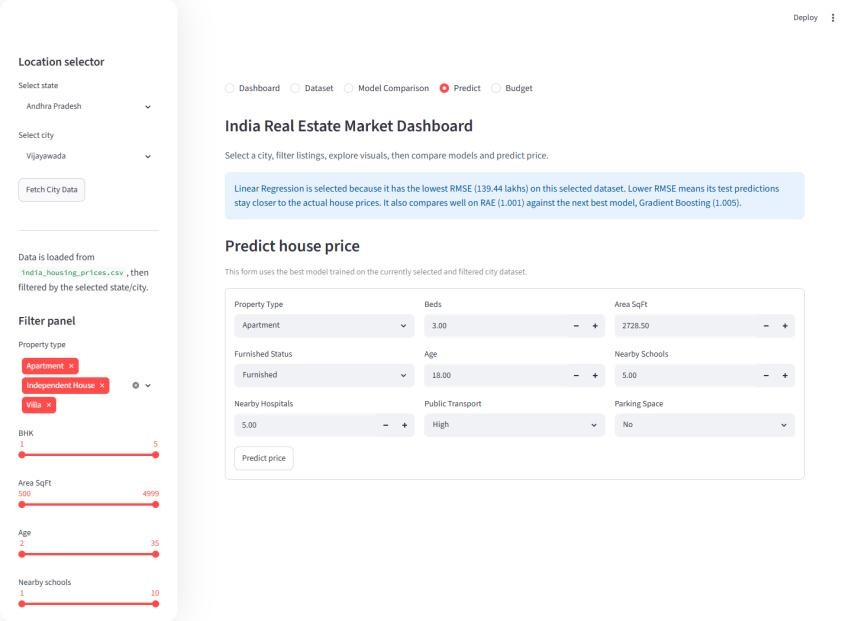 Deploy
Location selector
Select state
Andhra Pradesh
Select city
Vijayawada
Fetch City Data
Data is loaded from
india_housing_prices.csv , then
filtered by the selected state/city.
Filter panel
Property type
Apartment ×
Independent House ×
Villa ×
BHK
1 5
Area SqFt
500 4999
Age
2 35
Nearby schools
1 10
Dashboard Dataset Model Comparison Predict Budget
India Real Estate Market Dashboard
Select a city, filter listings, explore visuals, then compare models and predict price.
Linear Regression is selected because it has the lowest RMSE (139.44 lakhs) on this selected dataset. Lower RMSE means its test predictions
stay closer to the actual house prices. It also compares well on RAE (1.001) against the next best model, Gradient Boosting (1.005).
Predict house price
This form uses the best model trained on the currently selected and filtered city dataset.
Property Type Beds Area SqFt
Apartment 3.00 − + 2728.50 − +
Furnished Status Age Nearby Schools
Furnished 18.00 − + 5.00 − +
Nearby Hospitals Public Transport Parking Space
5.00 − + High No
Predict price